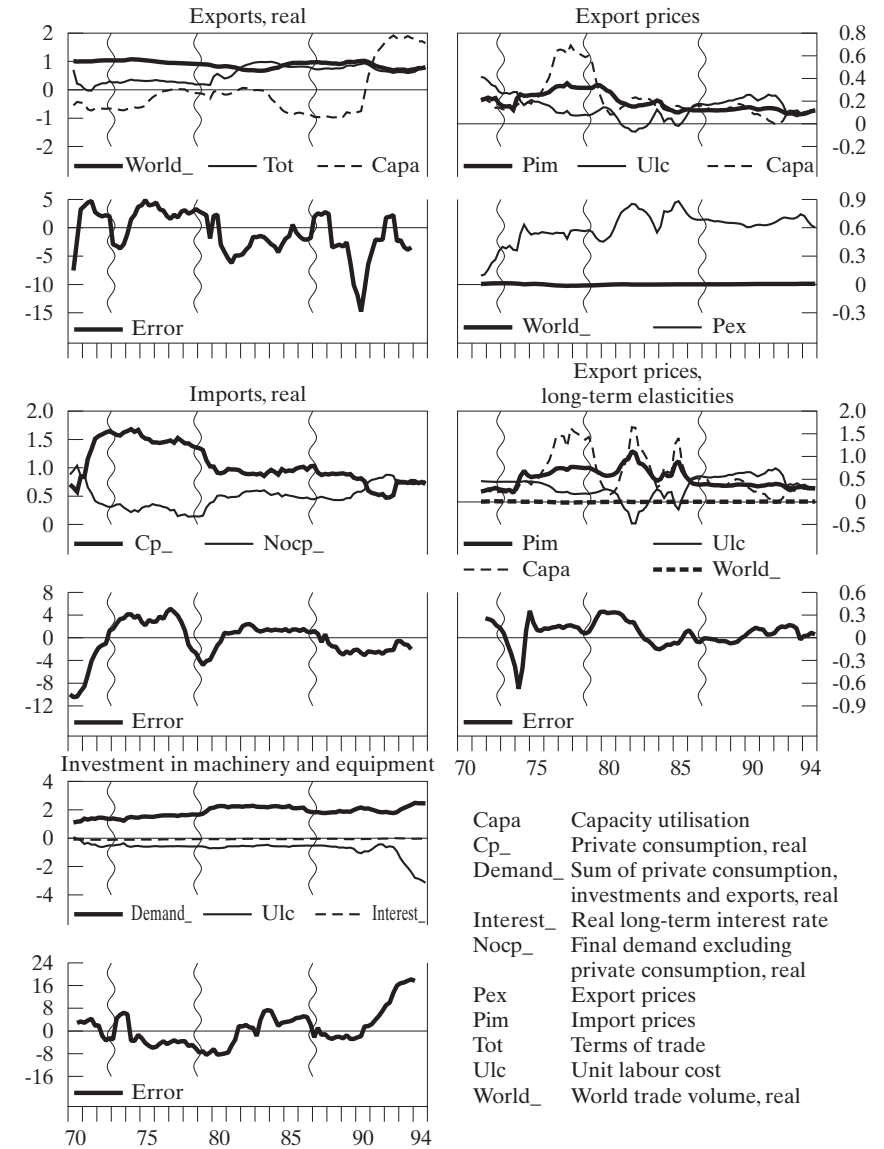 Exports, real
2
1
0
-1
-2
World_ Tot Capa
5
0
-5
-10
-15
Error
Export prices
0.8
0.6
0.4
0.2
0
-0.2
Pim Ulc Capa
0.9
0.6
0.3
0
-0.3
World_ Pex
Imports, real
2.0
1.5
1.0
0.5
0
Cp_ Nocp_
8
4
0
-4
-8
-12
Error
Export prices,
long-term elasticities
2.0
1.5
1.0
0.5
0
-0.5
Pim Ulc
Capa World_
0.6
0.3
0
-0.3
-0.6
-0.9
Error
70 75 80 85 90 94
Investment in machinery and equipment
4
2
0
-2
-4
Demand_ Ulc Interest_
24
16
8
0
-8
-16
Error
70 75 80 85 90 94
Capa Capacity utilisation
Cp_ Private consumption, real
Demand_ Sum of private consumption,
investments and exports, real
Interest_ Real long-term interest rate
Nocp_ Final demand excluding
private consumption, real
Pex Export prices
Pim Import prices
Tot Terms of trade
Ulc Unit labour cost
World_ World trade volume, real